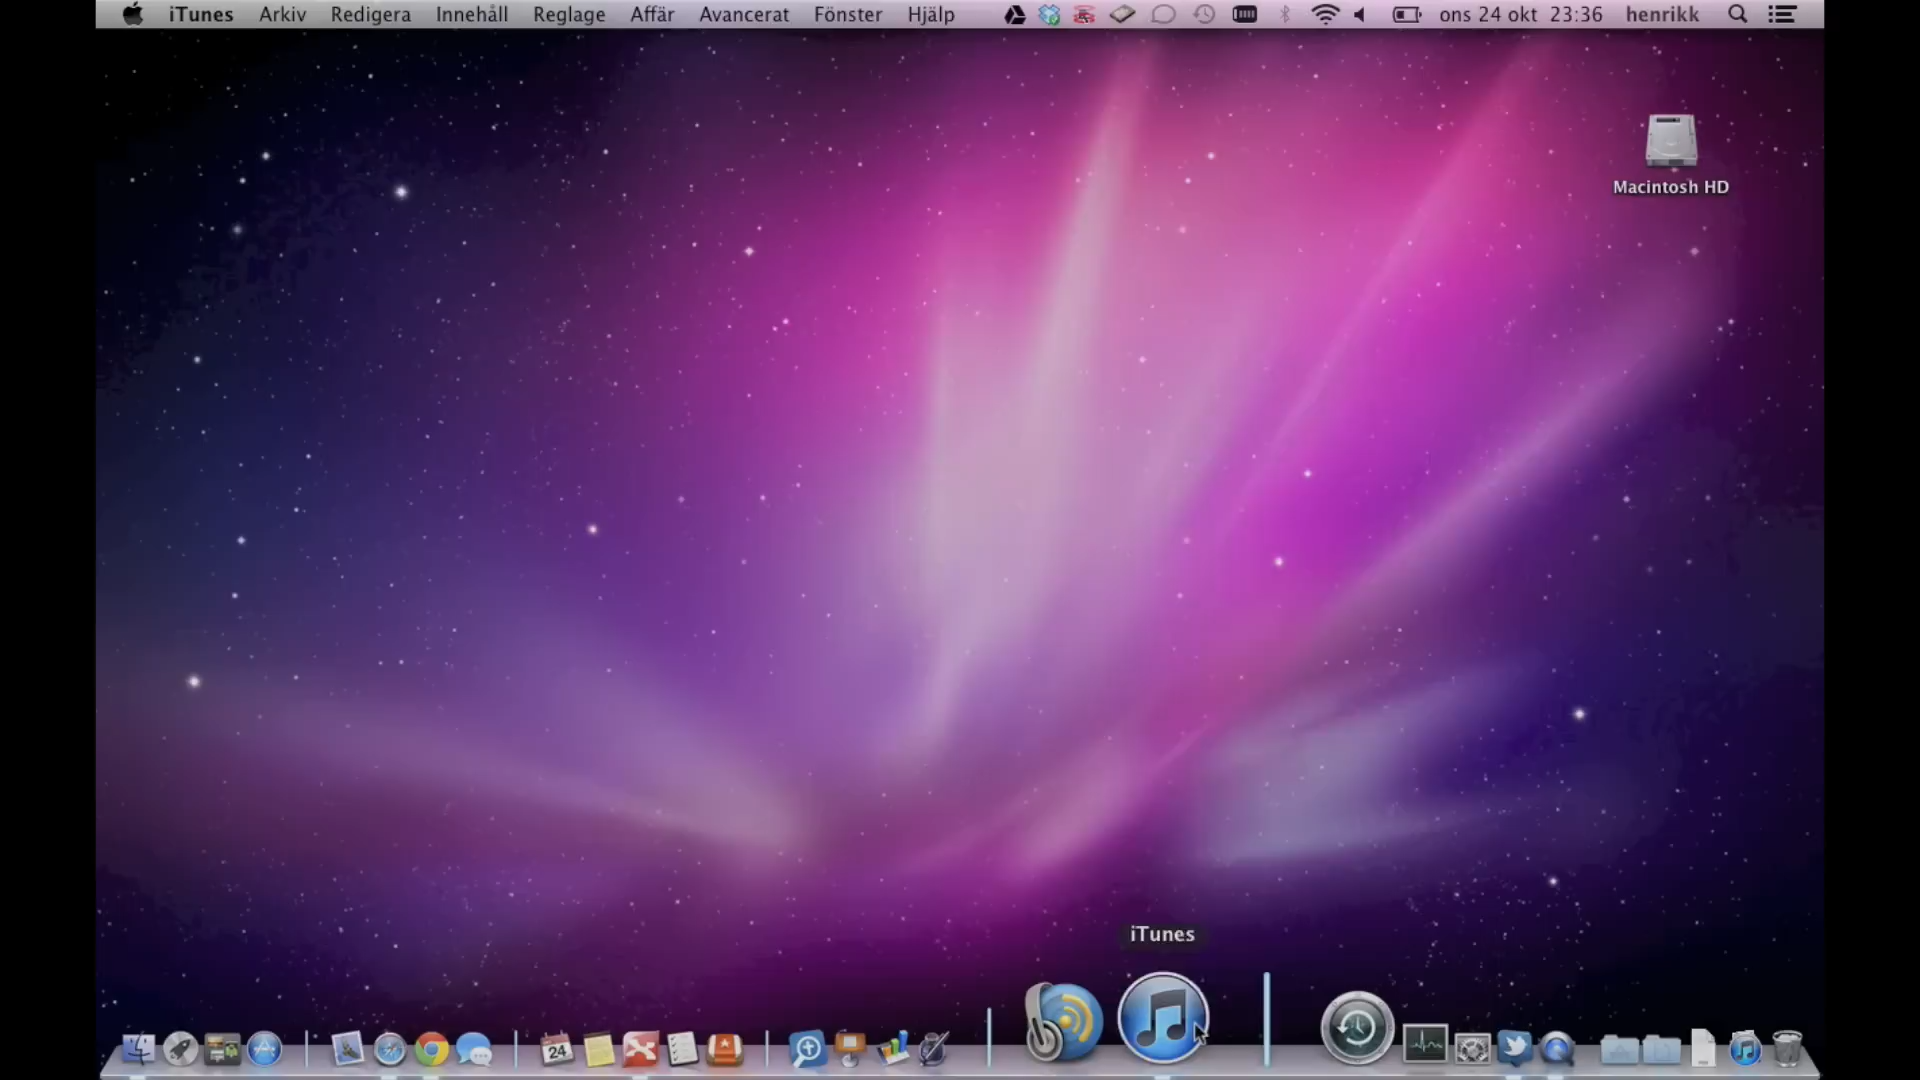 iTunes Arkiv Redigera Innehåll Reglage Affär Avancerat Fönster Hjälp ons 24 okt 23:36 henrikk
Macintosh HD
iTunes
24